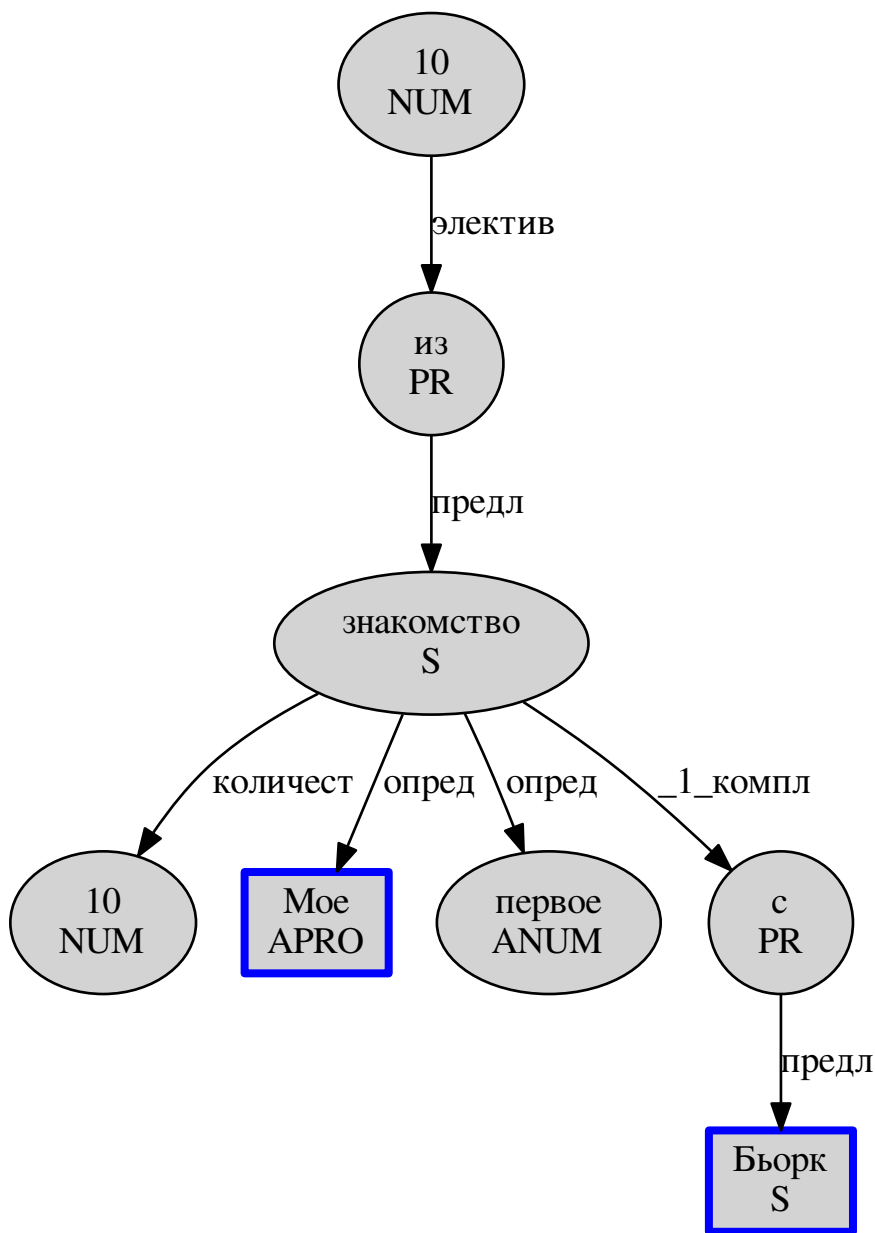 10
NUM
электив
из
PR
предл
знакомство
S
количест
опред
опред
_1_компл
10
NUM
Мое
APRO
первое
ANUM
с
PR
предл
Бьорк
S